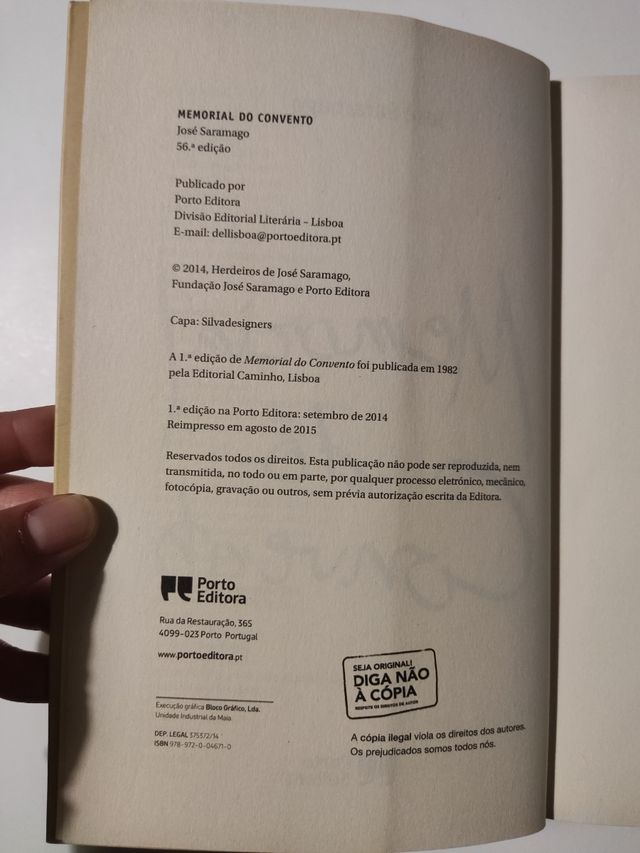 MEMORIAL DO CONVENTO
José Saramago
56.ª edição
Publicado por
Porto Editora
Divisão Editorial Literária – Lisboa
E-mail: dellisboa@portoeditora.pt
© 2014, Herdeiros de José Saramago,
Fundação José Saramago e Porto Editora
Capa: Silvadesigners
A 1.ª edição de Memorial do Convento foi publicada em 1982
pela Editorial Caminho, Lisboa
1.ª edição na Porto Editora: setembro de 2014
Reimpresso em agosto de 2015
Reservados todos os direitos. Esta publicação não pode ser reproduzida, nem
transmitida, no todo ou em parte, por qualquer processo eletrónico, mecânico,
fotocópia, gravação ou outros, sem prévia autorização escrita da Editora.
Porto
Editora
Rua da Restauração, 365
4099-023 Porto Portugal
www.portoeditora.pt
Execução gráfica Bloco Gráfico, Lda.
Unidade Industrial da Maia.
DEP. LEGAL 375372/14
ISBN 978-972-0-04671-0
SEJA ORIGINAL!
DIGA NÃO
À CÓPIA
RESPEITE OS DIREITOS DE AUTOR
A cópia ilegal viola os direitos dos autores.
Os prejudicados somos todos nós.